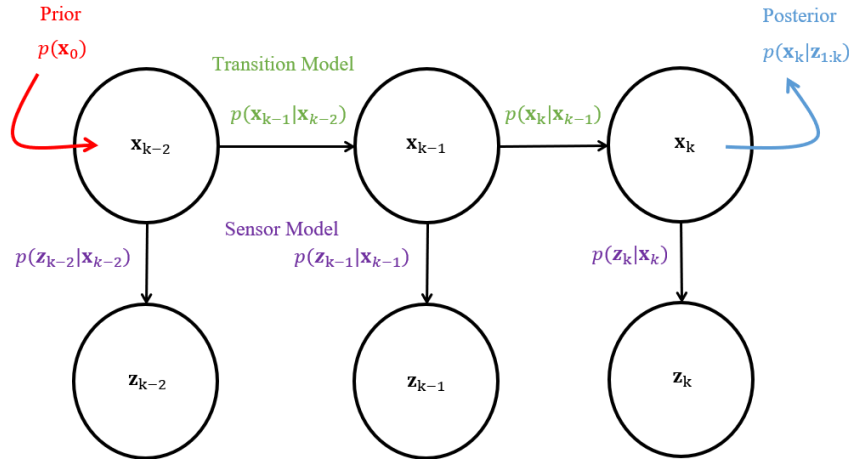 Prior
p(𝐱₀)
Posterior
p(𝐱ₖ|𝐳₁:ₖ)
Transition Model
p(𝐱ₖ₋₁|𝐱ₖ₋₂)
p(𝐱ₖ|𝐱ₖ₋₁)
𝐱ₖ₋₂
𝐱ₖ₋₁
𝐱ₖ
Sensor Model
p(𝒛ₖ₋₂|𝐱ₖ₋₂)
p(𝒛ₖ₋₁|𝐱ₖ₋₁)
p(𝒛ₖ|𝐱ₖ)
𝐳ₖ₋₂
𝐳ₖ₋₁
𝐳ₖ